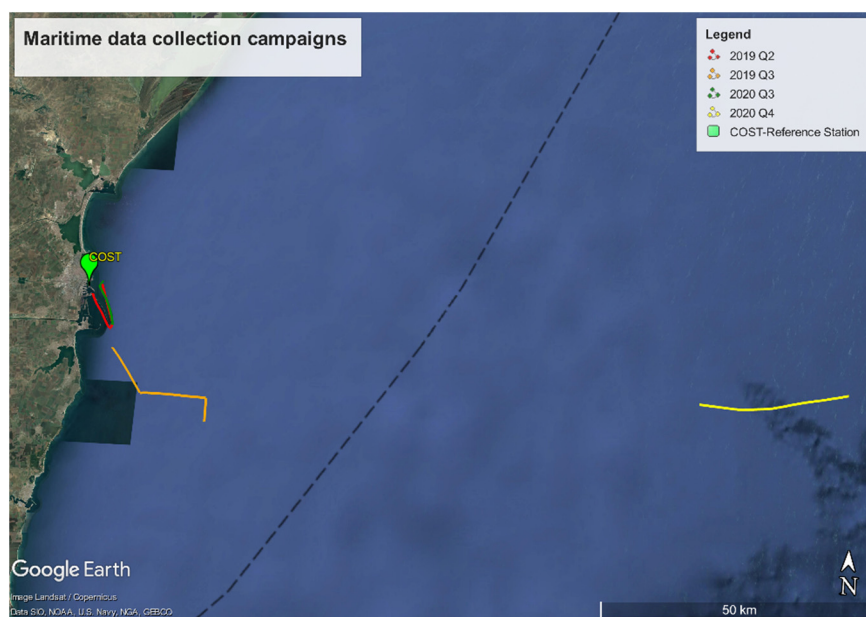 Maritime data collection campaigns
Legend
2019 Q2
2019 Q3
2020 Q3
2020 Q4
COST-Reference Station
COST
Google Earth
Image Landsat / Copernicus
Data SIO, NOAA, U.S. Navy, NGA, GEBCO
N
50 km